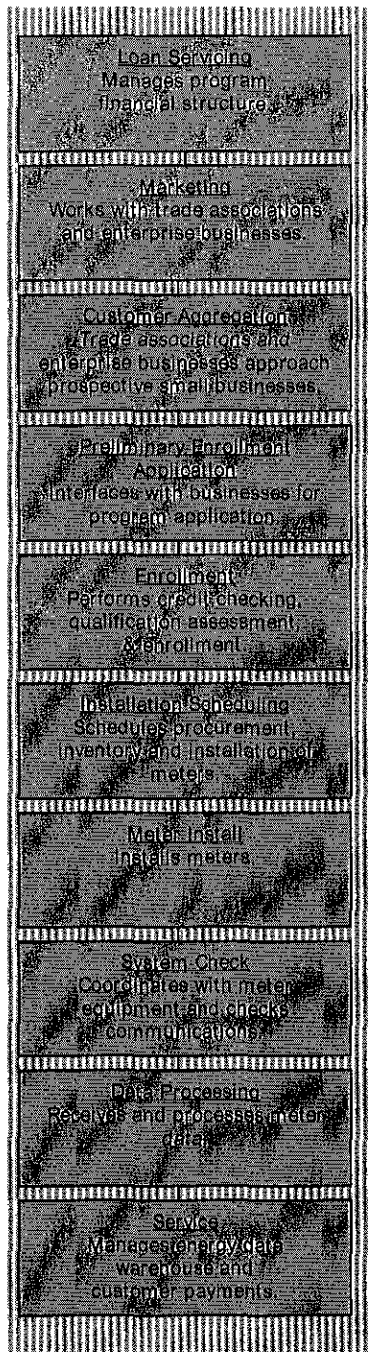 Loan Servicing
Manages program
financial structure.
Marketing
Works with trade associations
and enterprise businesses.
Customer Aggregation
Trade associations and
enterprise businesses approach
prospective small businesses.
Preliminary Enrollment
Application
Interfaces with businesses for
program application
Enrollment
Performs credit checking,
qualification assessment,
& enrollment.
Installation Scheduling
Schedules procurement,
inventory and installation of
meters.
Meter Install
Installs meters.
System Check
Coordinates with meter
equipment and checks
communications.
Data Processing
Receives and processes meter
data.
Service
Manages energy data
warehouse and
customer payments.